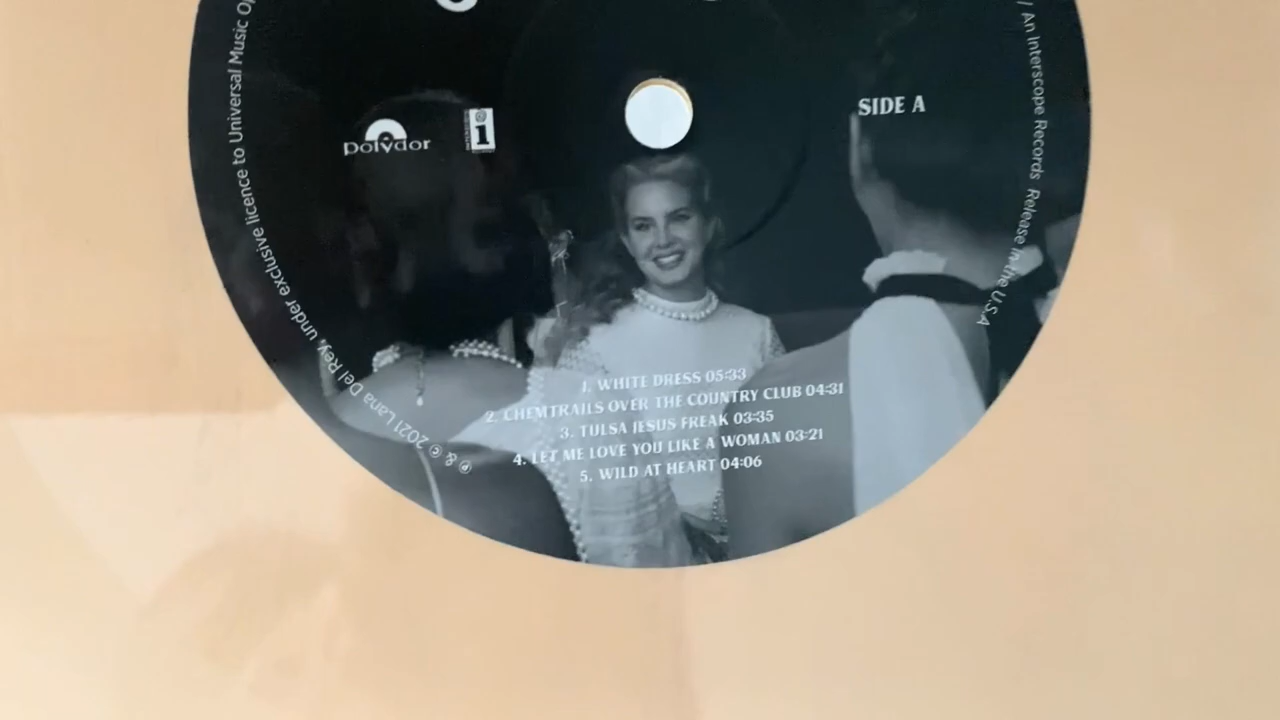 polydor
i
SIDE A
1. WHITE DRESS 05:33
2. CHEMTRAILS OVER THE COUNTRY CLUB 04:31
3. TULSA JESUS FREAK 03:35
4. LET ME LOVE YOU LIKE A WOMAN 03:21
5. WILD AT HEART 04:06
℗ & © 2021 Lana Del Rey, under exclusive licence to Universal Music
/ An Interscope Records Release in the U.S.A